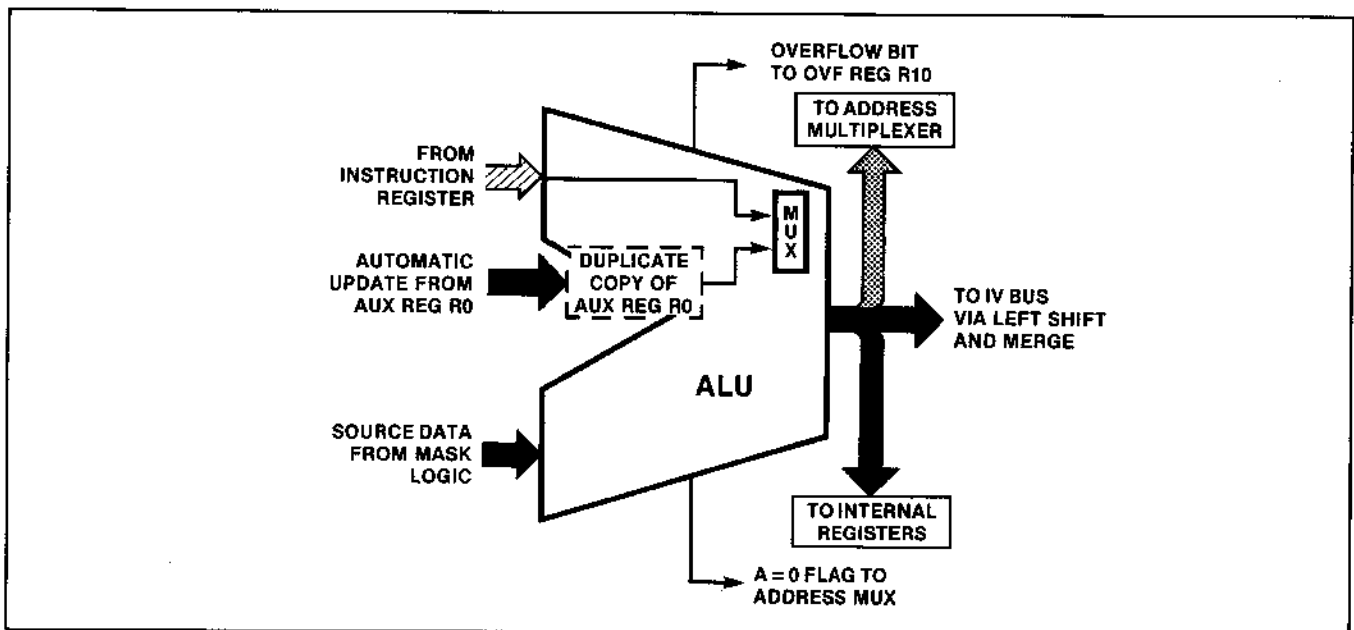 OVERFLOW BIT
TO OVF REG R10
TO ADDRESS
MULTIPLEXER
FROM
INSTRUCTION
REGISTER
MUX
AUTOMATIC
UPDATE FROM
AUX REG R0
DUPLICATE
COPY OF
AUX REG R0
TO IV BUS
VIA LEFT SHIFT
AND MERGE
ALU
SOURCE DATA
FROM MASK
LOGIC
TO INTERNAL
REGISTERS
A = 0 FLAG TO
ADDRESS MUX